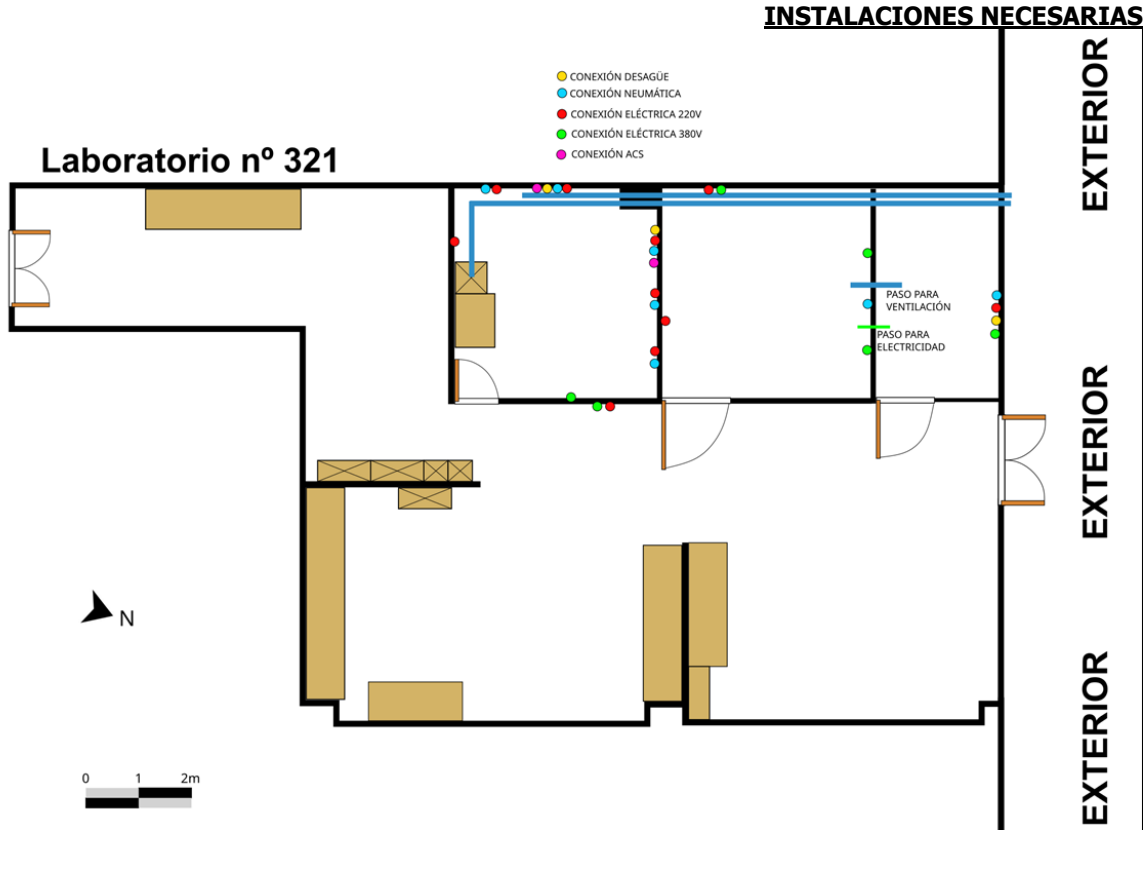 INSTALACIONES NECESARIAS
EXTERIOR
CONEXIÓN DESAGÜE
CONEXIÓN NEUMÁTICA
CONEXIÓN ELÉCTRICA 220V
CONEXIÓN ELÉCTRICA 380V
CONEXIÓN ACS
Laboratorio nº 321
PASO PARA
VENTILACIÓN
PASO PARA
ELECTRICIDAD
EXTERIOR
N
EXTERIOR
0 1 2m